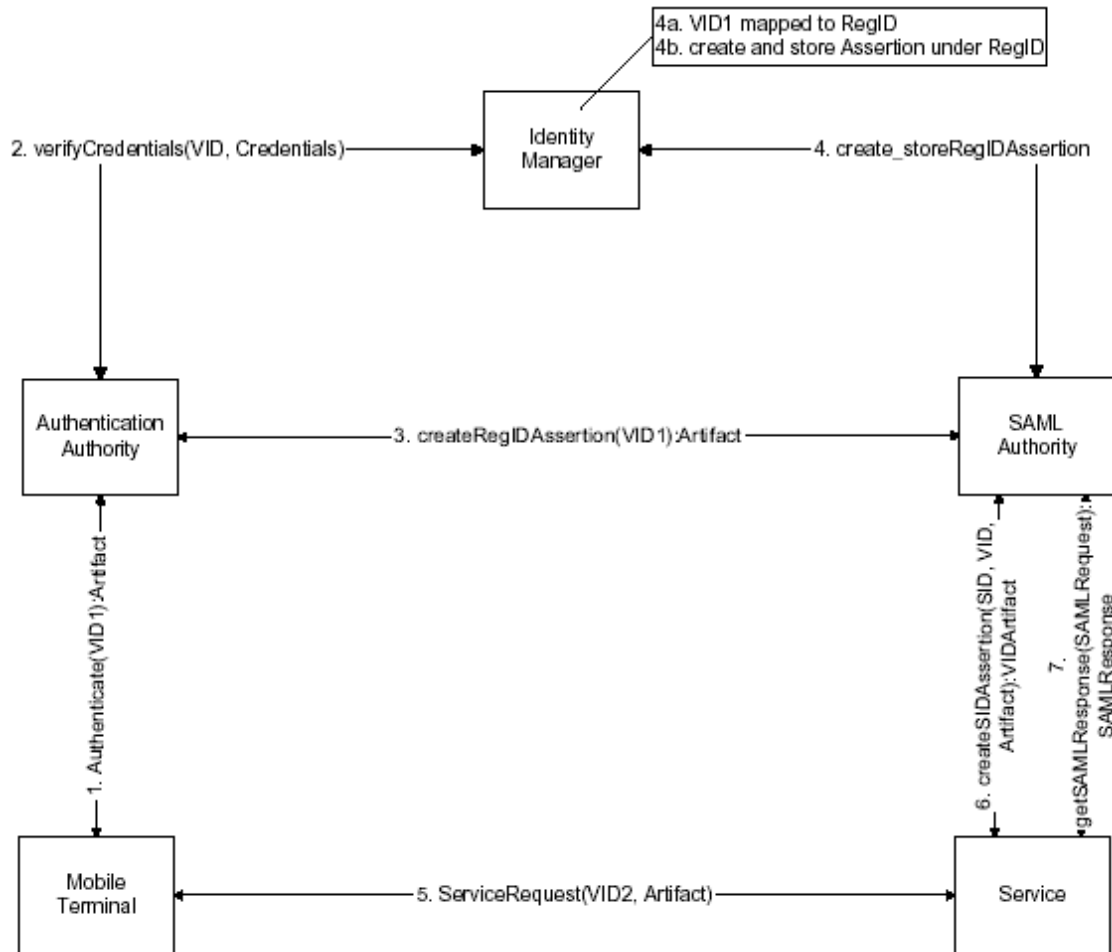 4a. VID1 mapped to RegID
4b. create and store Assertion under RegID
Identity
Manager
2. verifyCredentials(VID, Credentials)
4. create_storeRegIDAssertion
Authentication
Authority
3. createRegIDAssertion(VID1):Artifact
SAML
Authority
1. Authenticate(VID1):Artifact
6. createSIDAssertion(SID, VID,
Artifact):VIDArtifact
7.
getSAMLResponse(SAMLRequest):
SAMLResponse
Mobile
Terminal
5. ServiceRequest(VID2, Artifact)
Service